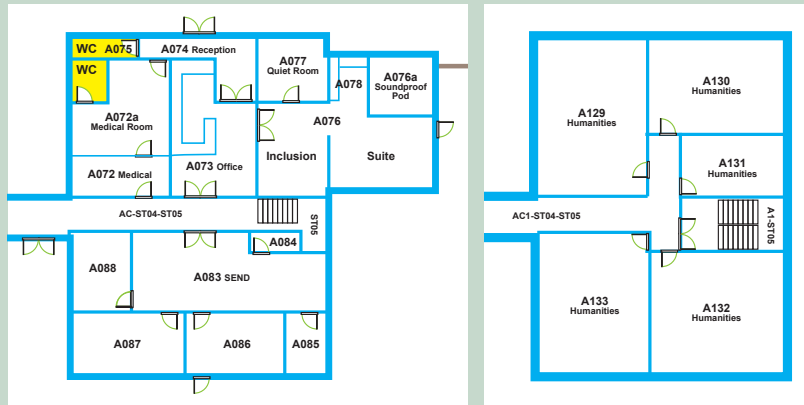 WC A075
A074 Reception
WC
A077
Quiet Room
A078
A076a
Soundproof
Pod
A072a
Medical Room
A076
Inclusion Suite
A073 Office
A072 Medical
AC-ST04-ST05
ST05
A084
A088
A083 SEND
A087
A086
A085
A129
Humanities
A130
Humanities
A131
Humanities
AC1-ST04-ST05
A1-ST05
A133
Humanities
A132
Humanities